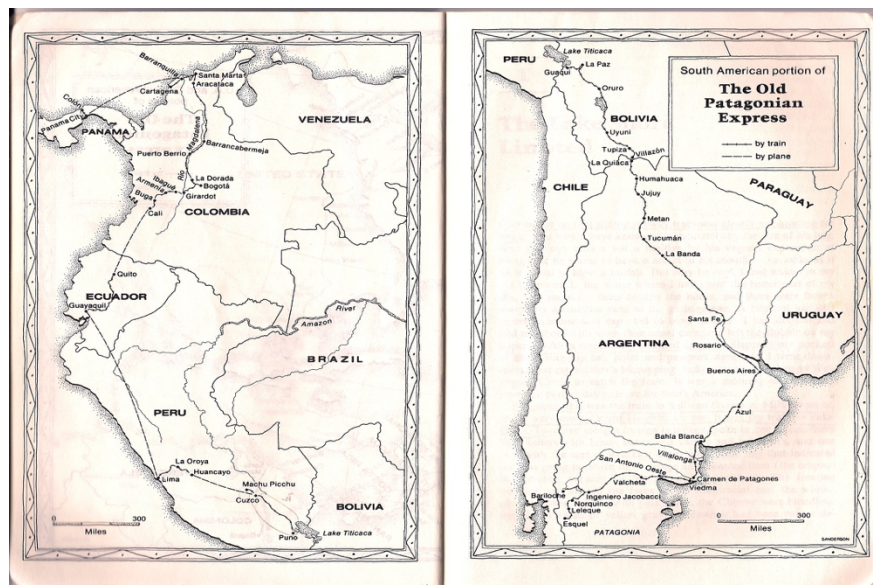 Barranquilla
Santa Marta
Aracataca
Cartagena
Colón
Panama City
PANAMA
VENEZUELA
Magdalena
Barrancabermeja
Puerto Berrio
Río
La Dorada
Bogotá
Ibagué
Armenia
Girardot
Buga
Cali
COLOMBIA
Quito
ECUADOR
Guayaquil
Amazon River
BRAZIL
PERU
La Oroya
Huancayo
Lima
Machu Picchu
Cuzco
BOLIVIA
Puno
Lake Titicaca
0 300
Miles
PERU
Lake Titicaca
La Paz
Guaqui
Oruro
BOLIVIA
Uyuni
Tupiza
Villazón
La Quiáca
Humahuaca
Jujuy
CHILE
PARAGUAY
Metan
Tucumán
La Banda
Santa Fe
URUGUAY
ARGENTINA
Rosario
Buenos Aires
Azul
Bahía Blanca
Villalonga
San Antonio Oeste
Valcheta
Carmen de Patagones
Viedma
Bariloche
Ingeniero Jacobacci
Norquinco
Leleque
Esquel
PATAGONIA
0 300
Miles
SANDERSON
South American portion of
The Old
Patagonian
Express
by train
by plane